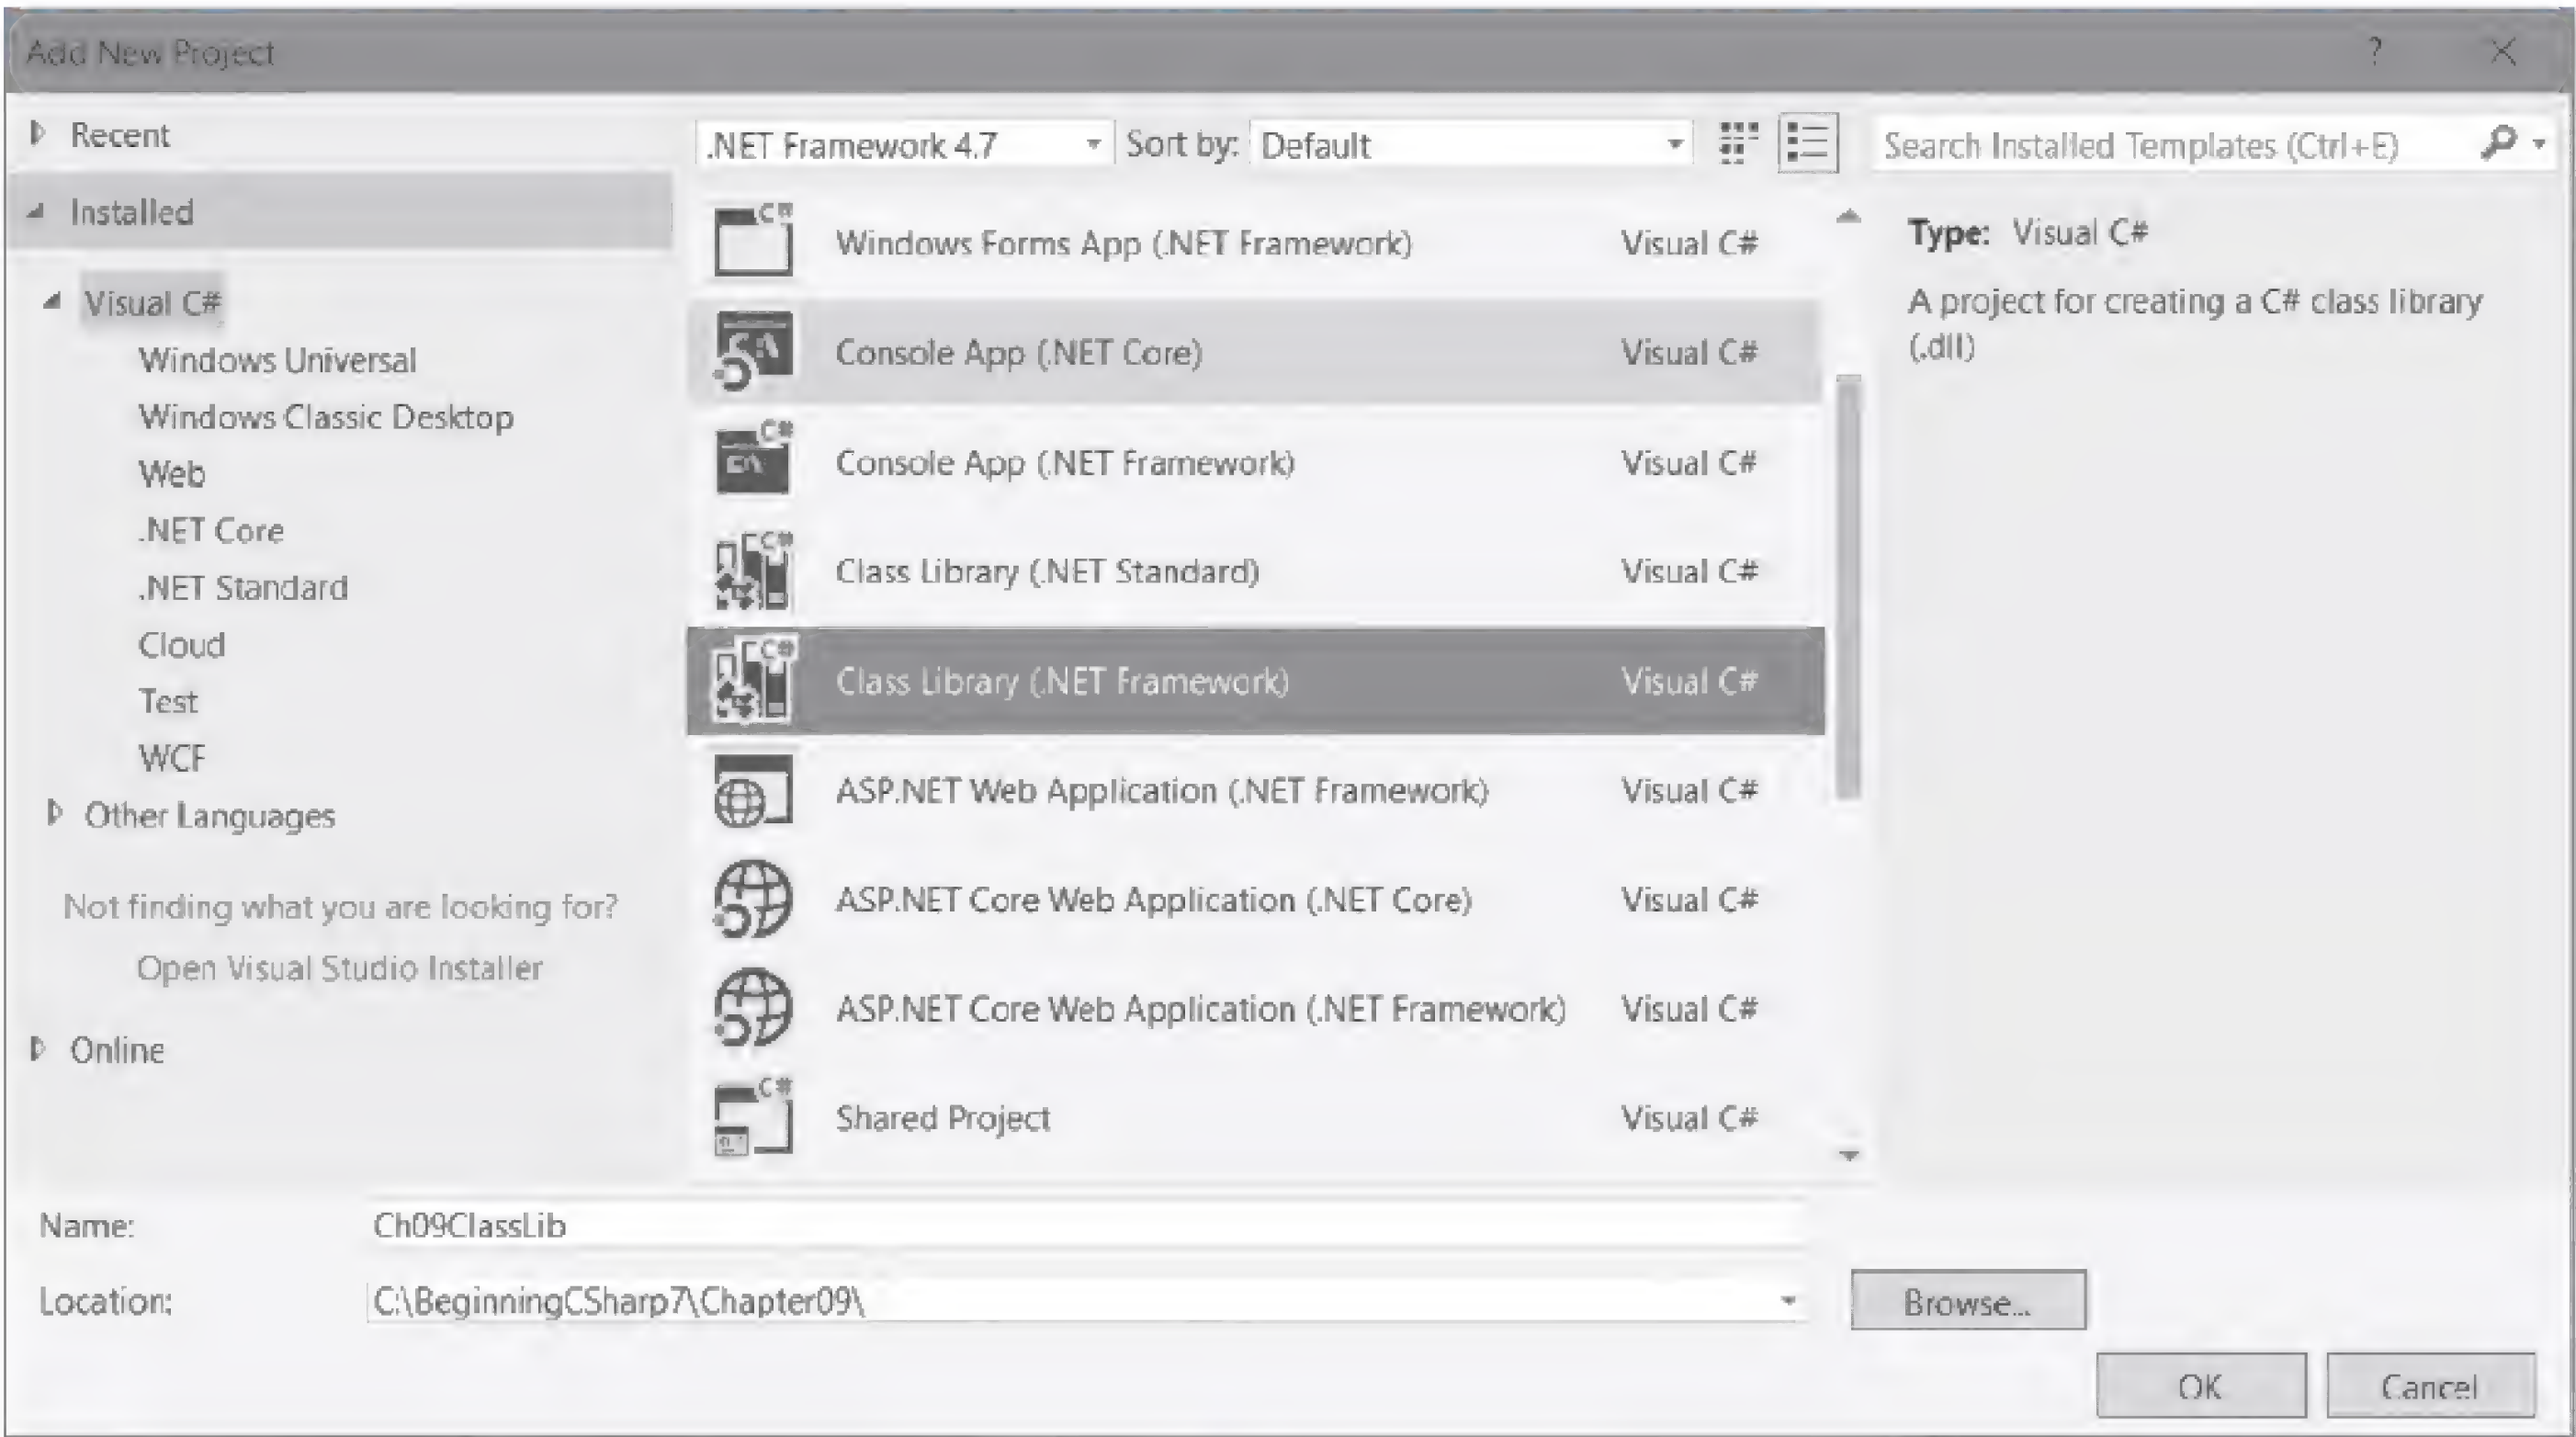 Add New Project
?
Recent
Installed
Visual C#
Windows Universal
Windows Classic Desktop
Web
.NET Core
.NET Standard
Cloud
Test
WCF
Other Languages
Not finding what you are looking for?
Open Visual Studio Installer
Online
.NET Framework 4.7
Sort by: Default
Search Installed Templates (Ctrl+E)
Windows Forms App (.NET Framework) Visual C#
Console App (.NET Core) Visual C#
Console App (.NET Framework) Visual C#
Class Library (.NET Standard) Visual C#
Class Library (.NET Framework) Visual C#
ASP.NET Web Application (.NET Framework) Visual C#
ASP.NET Core Web Application (.NET Core) Visual C#
ASP.NET Core Web Application (.NET Framework) Visual C#
Shared Project Visual C#
Type: Visual C#
A project for creating a C# class library
(.dll)
Name: Ch09ClassLib
Location: C:\BeginningCSharp7\Chapter09\
Browse...
OK Cancel